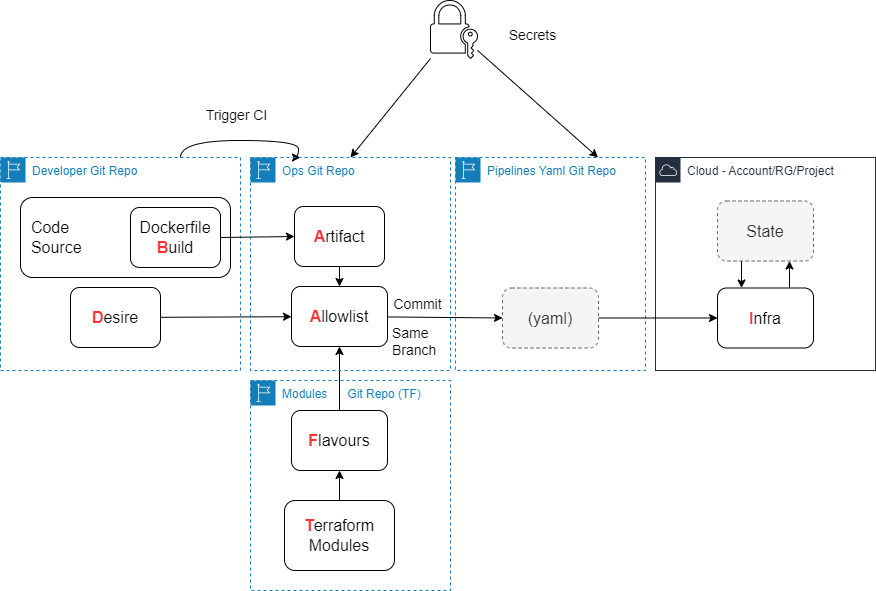 Secrets
Trigger CI
Developer Git Repo
Ops Git Repo
Pipelines Yaml Git Repo
Cloud - Account/RG/Project
Code
Source
Dockerfile
Build
Artifact
State
Desire
Allowlist
Commit
Same
Branch
(yaml)
Infra
Modules Git Repo (TF)
Flavours
Terraform
Modules